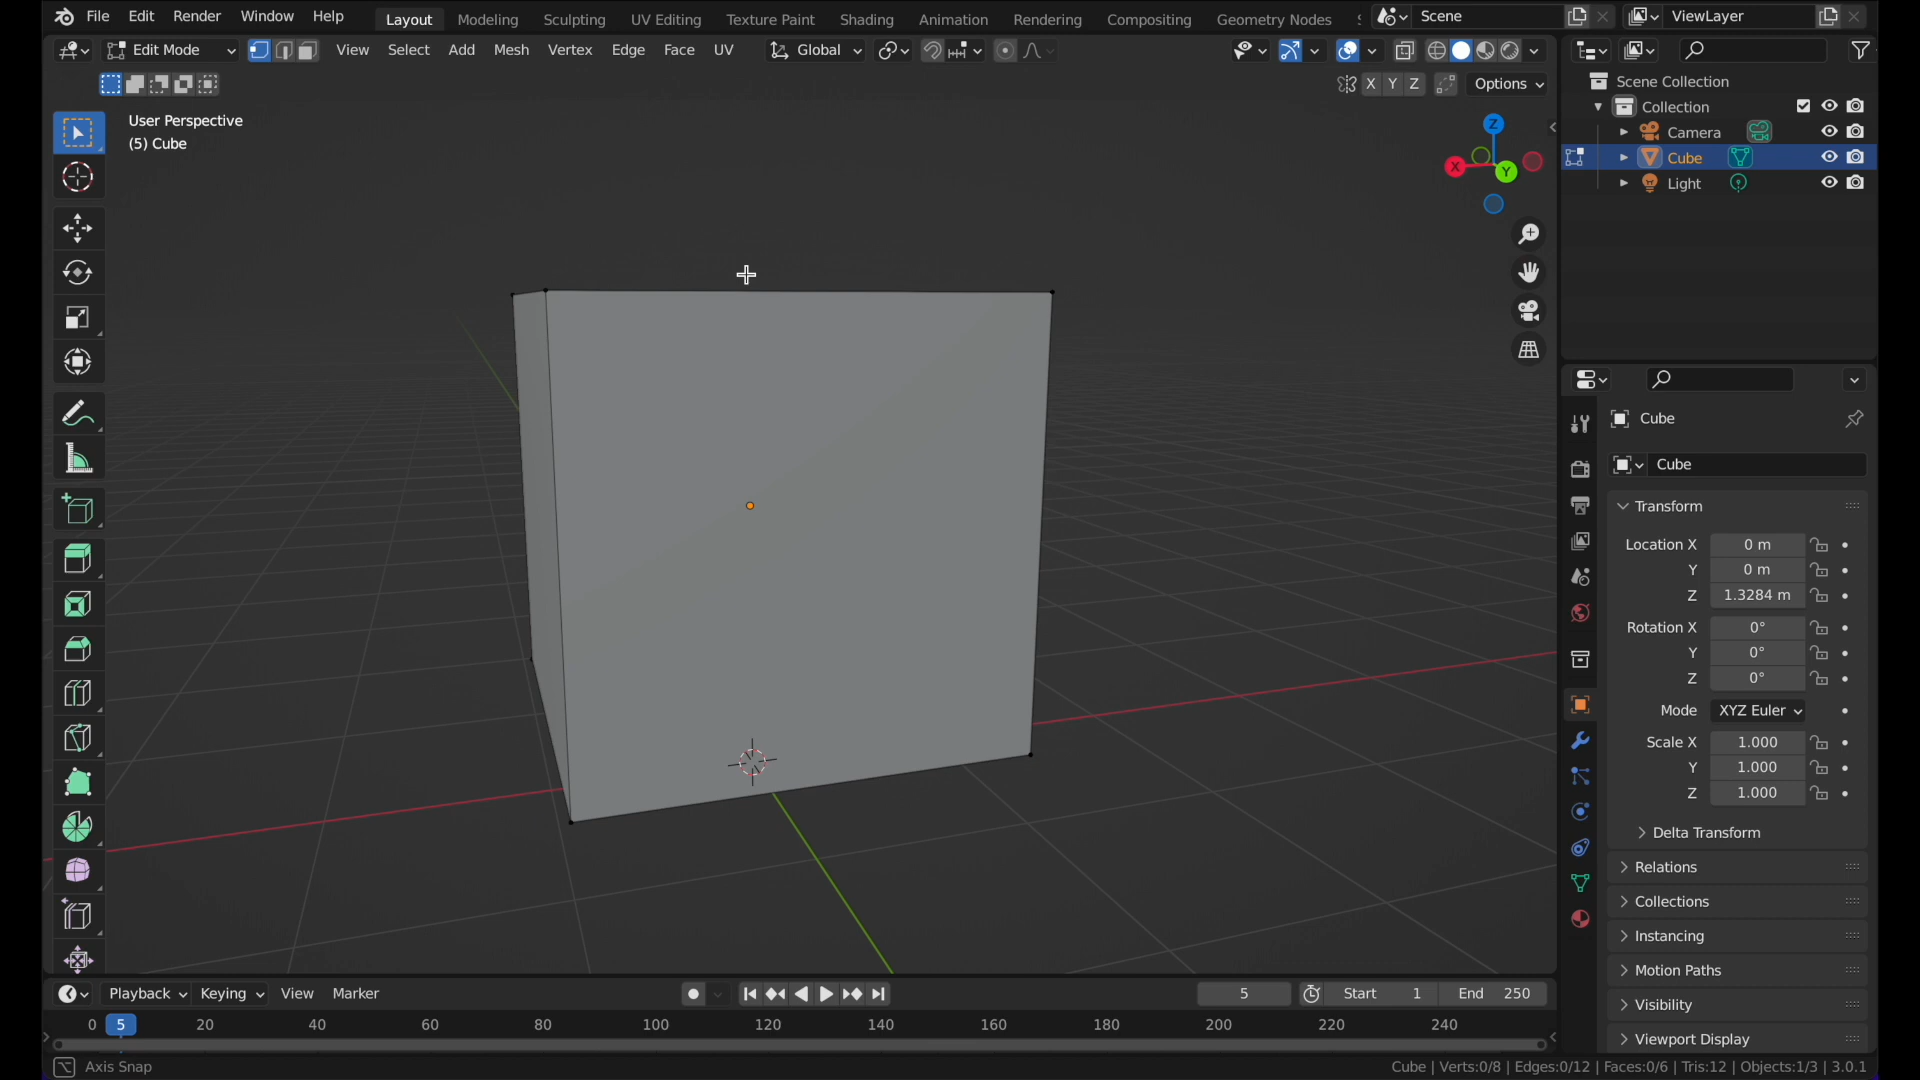 File Edit Render Window Help Layout Modeling Sculpting UV Editing Texture Paint Shading Animation Rendering Compositing Geometry Nodes Scene ViewLayer
Edit Mode View Select Add Mesh Vertex Edge Face UV Global
X Y Z Options
User Perspective
(5) Cube
Z
X
Y
Scene Collection
Collection
Camera
Cube
Light
Cube
Cube
Transform
Location X 0 m
Y 0 m
Z 1.3284 m
Rotation X 0°
Y 0°
Z 0°
Mode XYZ Euler
Scale X 1.000
Y 1.000
Z 1.000
Delta Transform
Relations
Collections
Instancing
Motion Paths
Visibility
Viewport Display
Playback Keying View Marker 5 Start 1 End 250
0 5 20 40 60 80 100 120 140 160 180 200 220 240
Axis Snap Cube | Verts:0/8 | Edges:0/12 | Faces:0/6 | Tris:12 | Objects:1/3 | 3.0.1